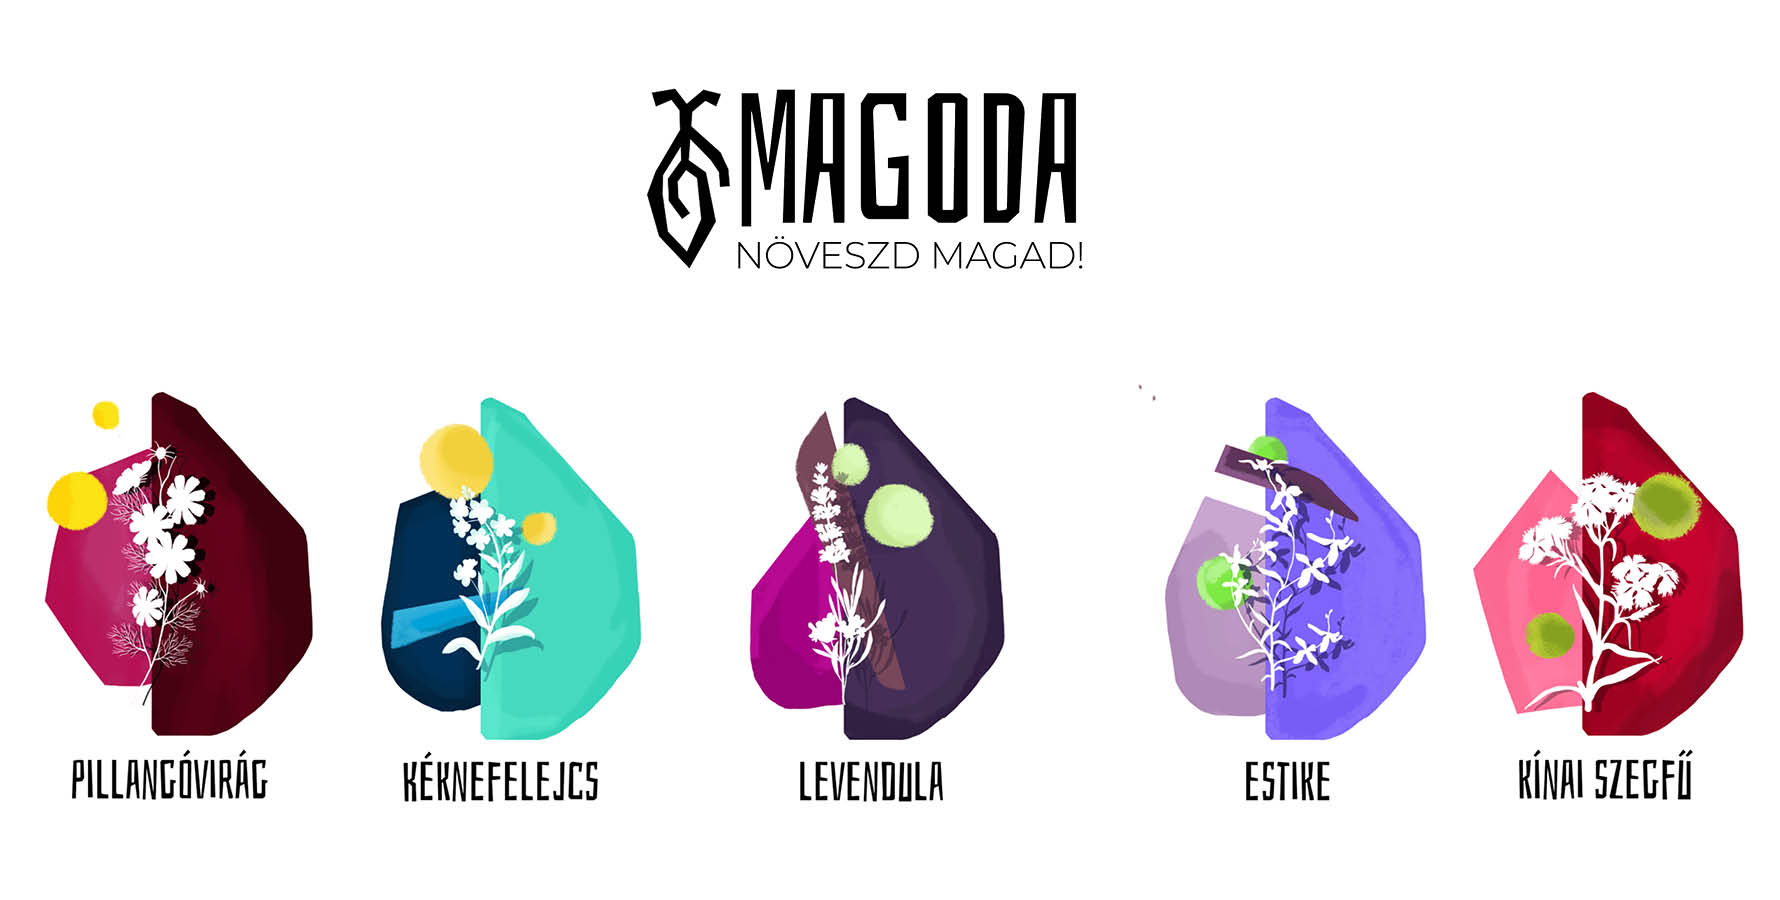 MAGODA
NÖVESZD MAGAD!
PILLANGÓVIRÁG
KÉKNEFELEJCS
LEVENDULA
ESTIKE
KÍNAI SZEGFŰ